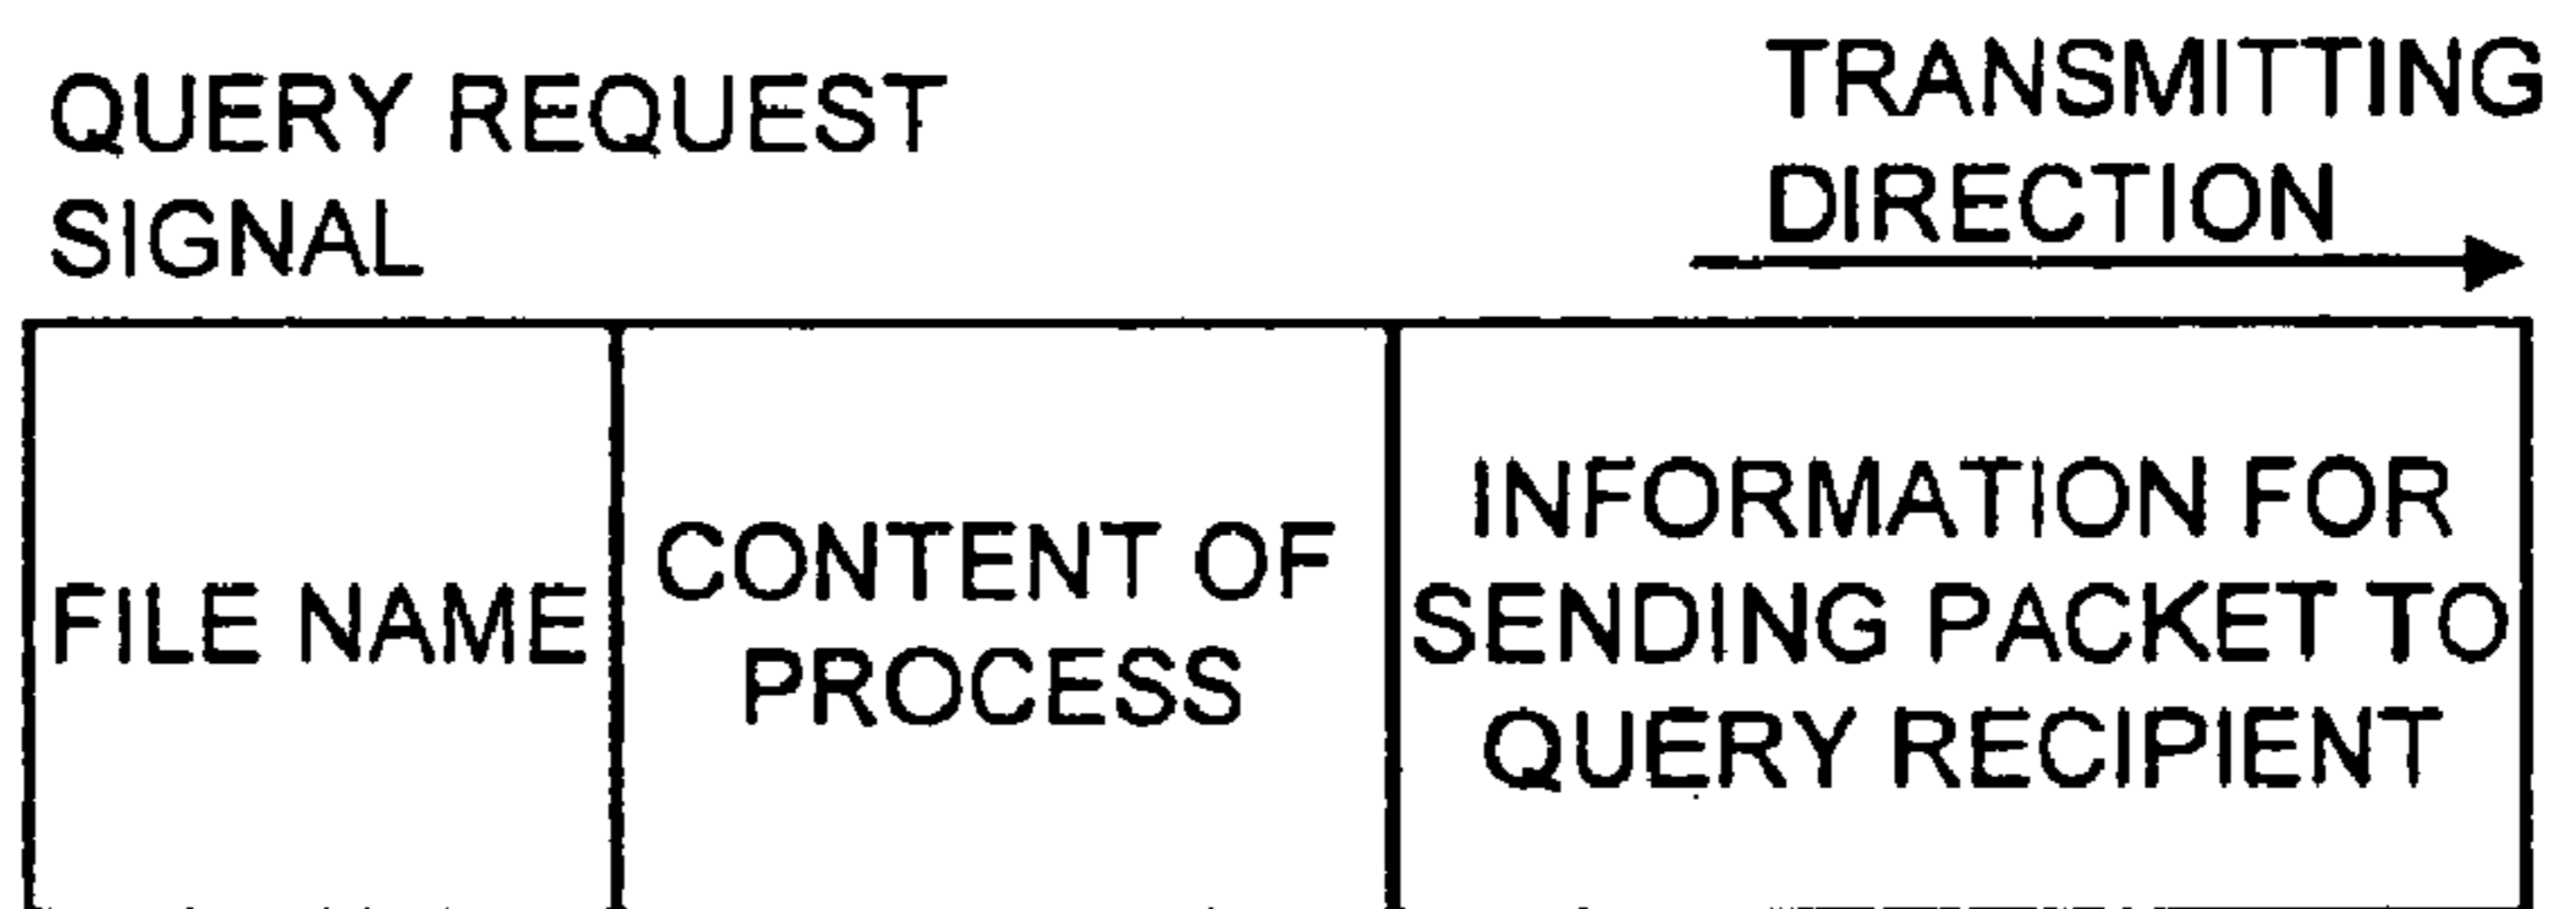 QUERY REQUEST
SIGNAL
TRANSMITTING
DIRECTION
FILE NAME
CONTENT OF
PROCESS
INFORMATION FOR
SENDING PACKET TO
QUERY RECIPIENT